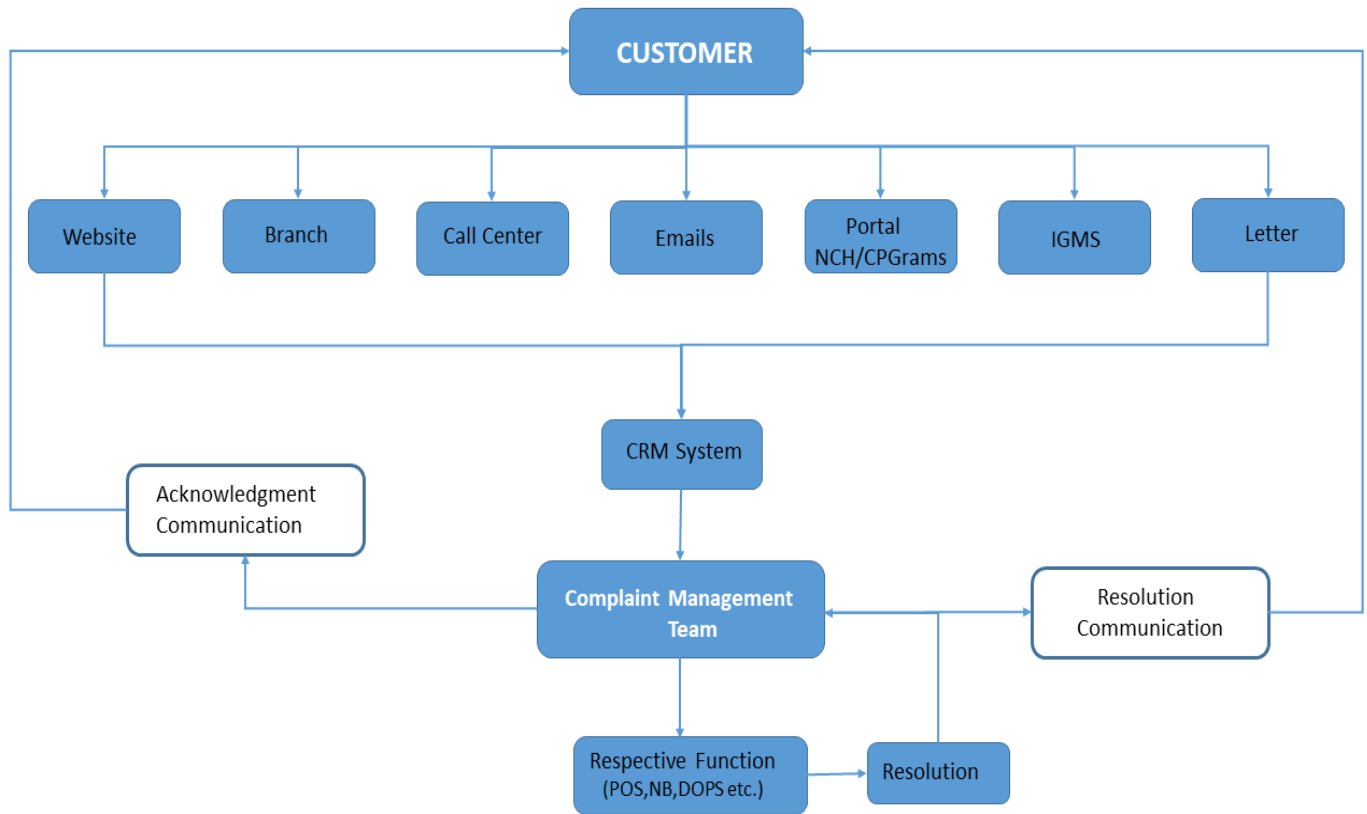 CUSTOMER
Website
Branch
Call Center
Emails
Portal
NCH/CPGrams
IGMS
Letter
CRM System
Acknowledgment
Communication
Complaint Management
Team
Resolution
Communication
Respective Function
(POS,NB,DOPS etc.)
Resolution